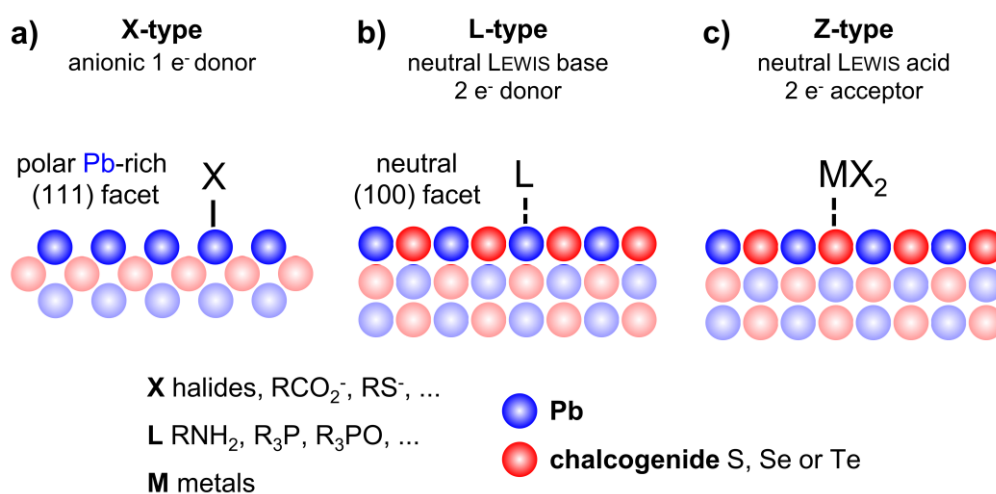 a) X-type
anionic 1 e⁻ donor
polar Pb-rich
(111) facet
X
b) L-type
neutral LEWIS base
2 e⁻ donor
neutral
(100) facet
L
c) Z-type
neutral LEWIS acid
2 e⁻ acceptor
MX₂
X halides, RCO₂⁻, RS⁻, ...
L RNH₂, R₃P, R₃PO, ...
M metals
Pb
chalcogenide S, Se or Te